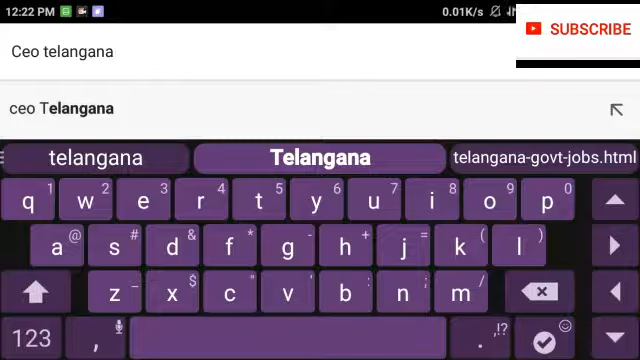 12:22 PM 0.01K/s
SUBSCRIBE
Ceo telangana
ceo Telangana
telangana Telangana telangana-govt-jobs.html
q 1 w 2 e 3 r 4 t 5 y 6 u 7 i 8 o 9 p 0
a @ s # d & f * g - h + j = k ( l )
z _ x $ c " v ' b : n ; m /
123 , . ,!?